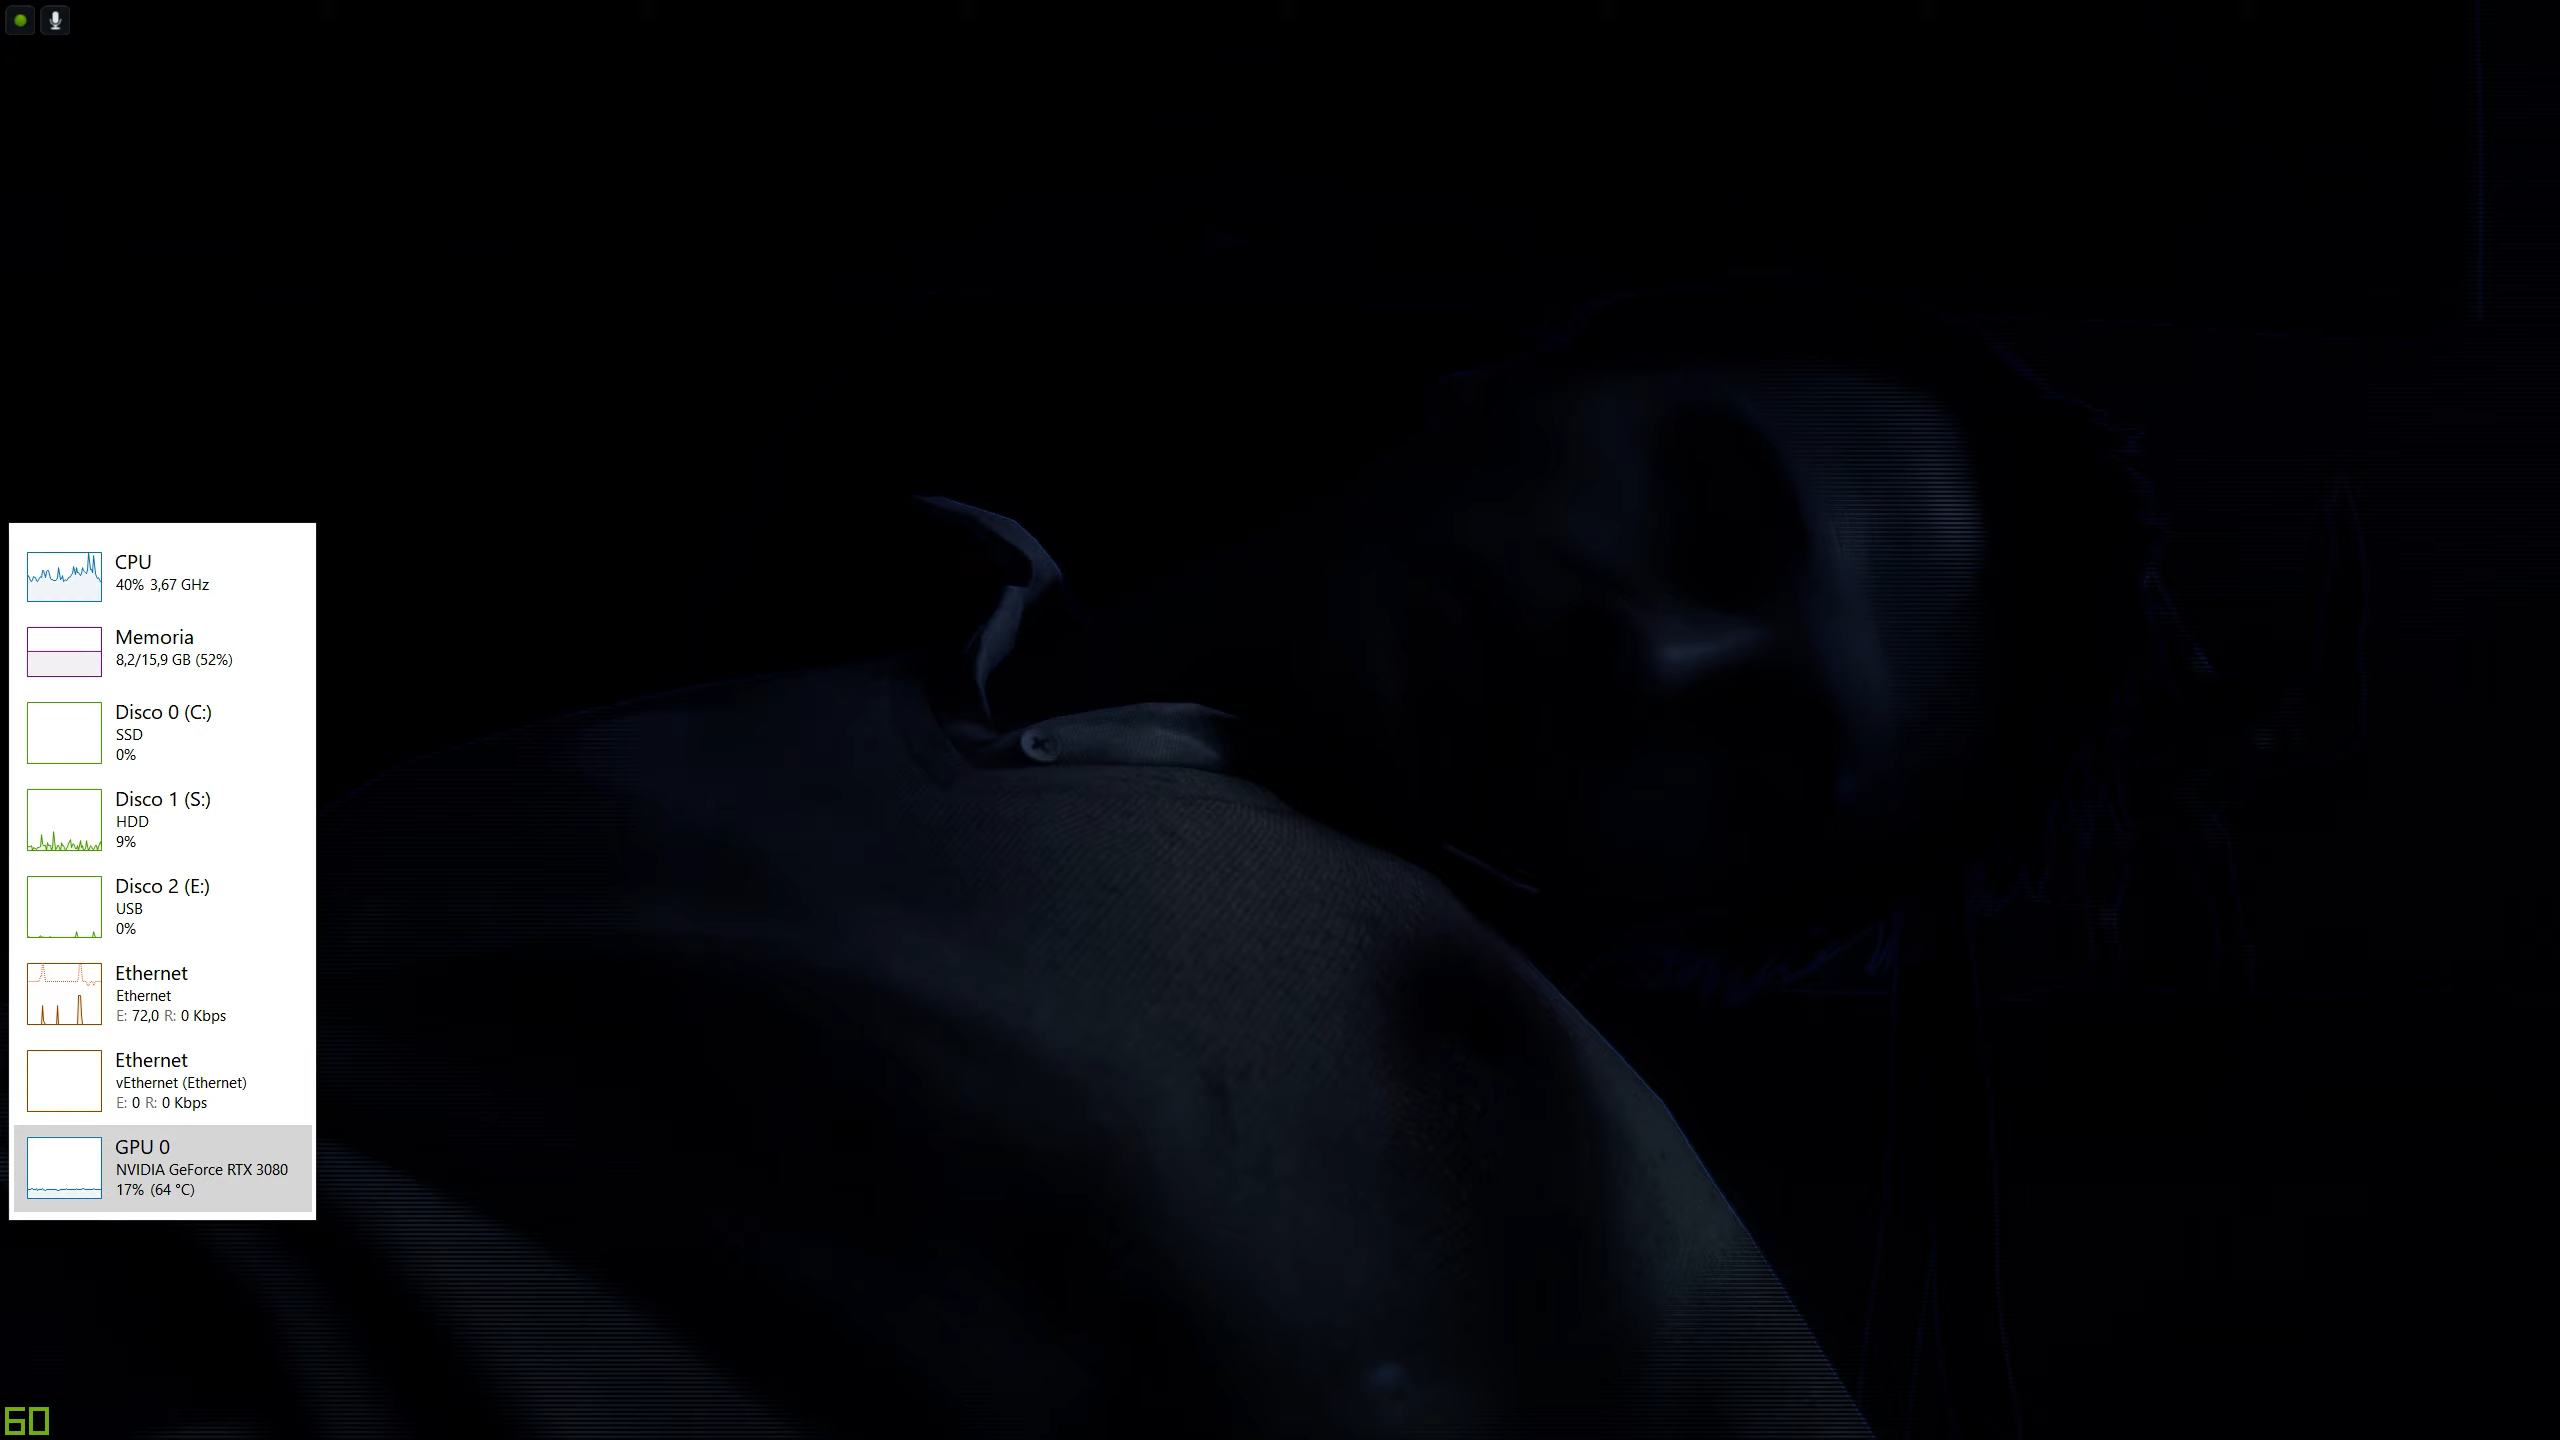 CPU
40% 3,67 GHz
Memoria
8,2/15,9 GB (52%)
Disco 0 (C:)
SSD
0%
Disco 1 (S:)
HDD
9%
Disco 2 (E:)
USB
0%
Ethernet
Ethernet
E: 72,0 R: 0 Kbps
Ethernet
vEthernet (Ethernet)
E: 0 R: 0 Kbps
GPU 0
NVIDIA GeForce RTX 3080
17% (64 °C)
60